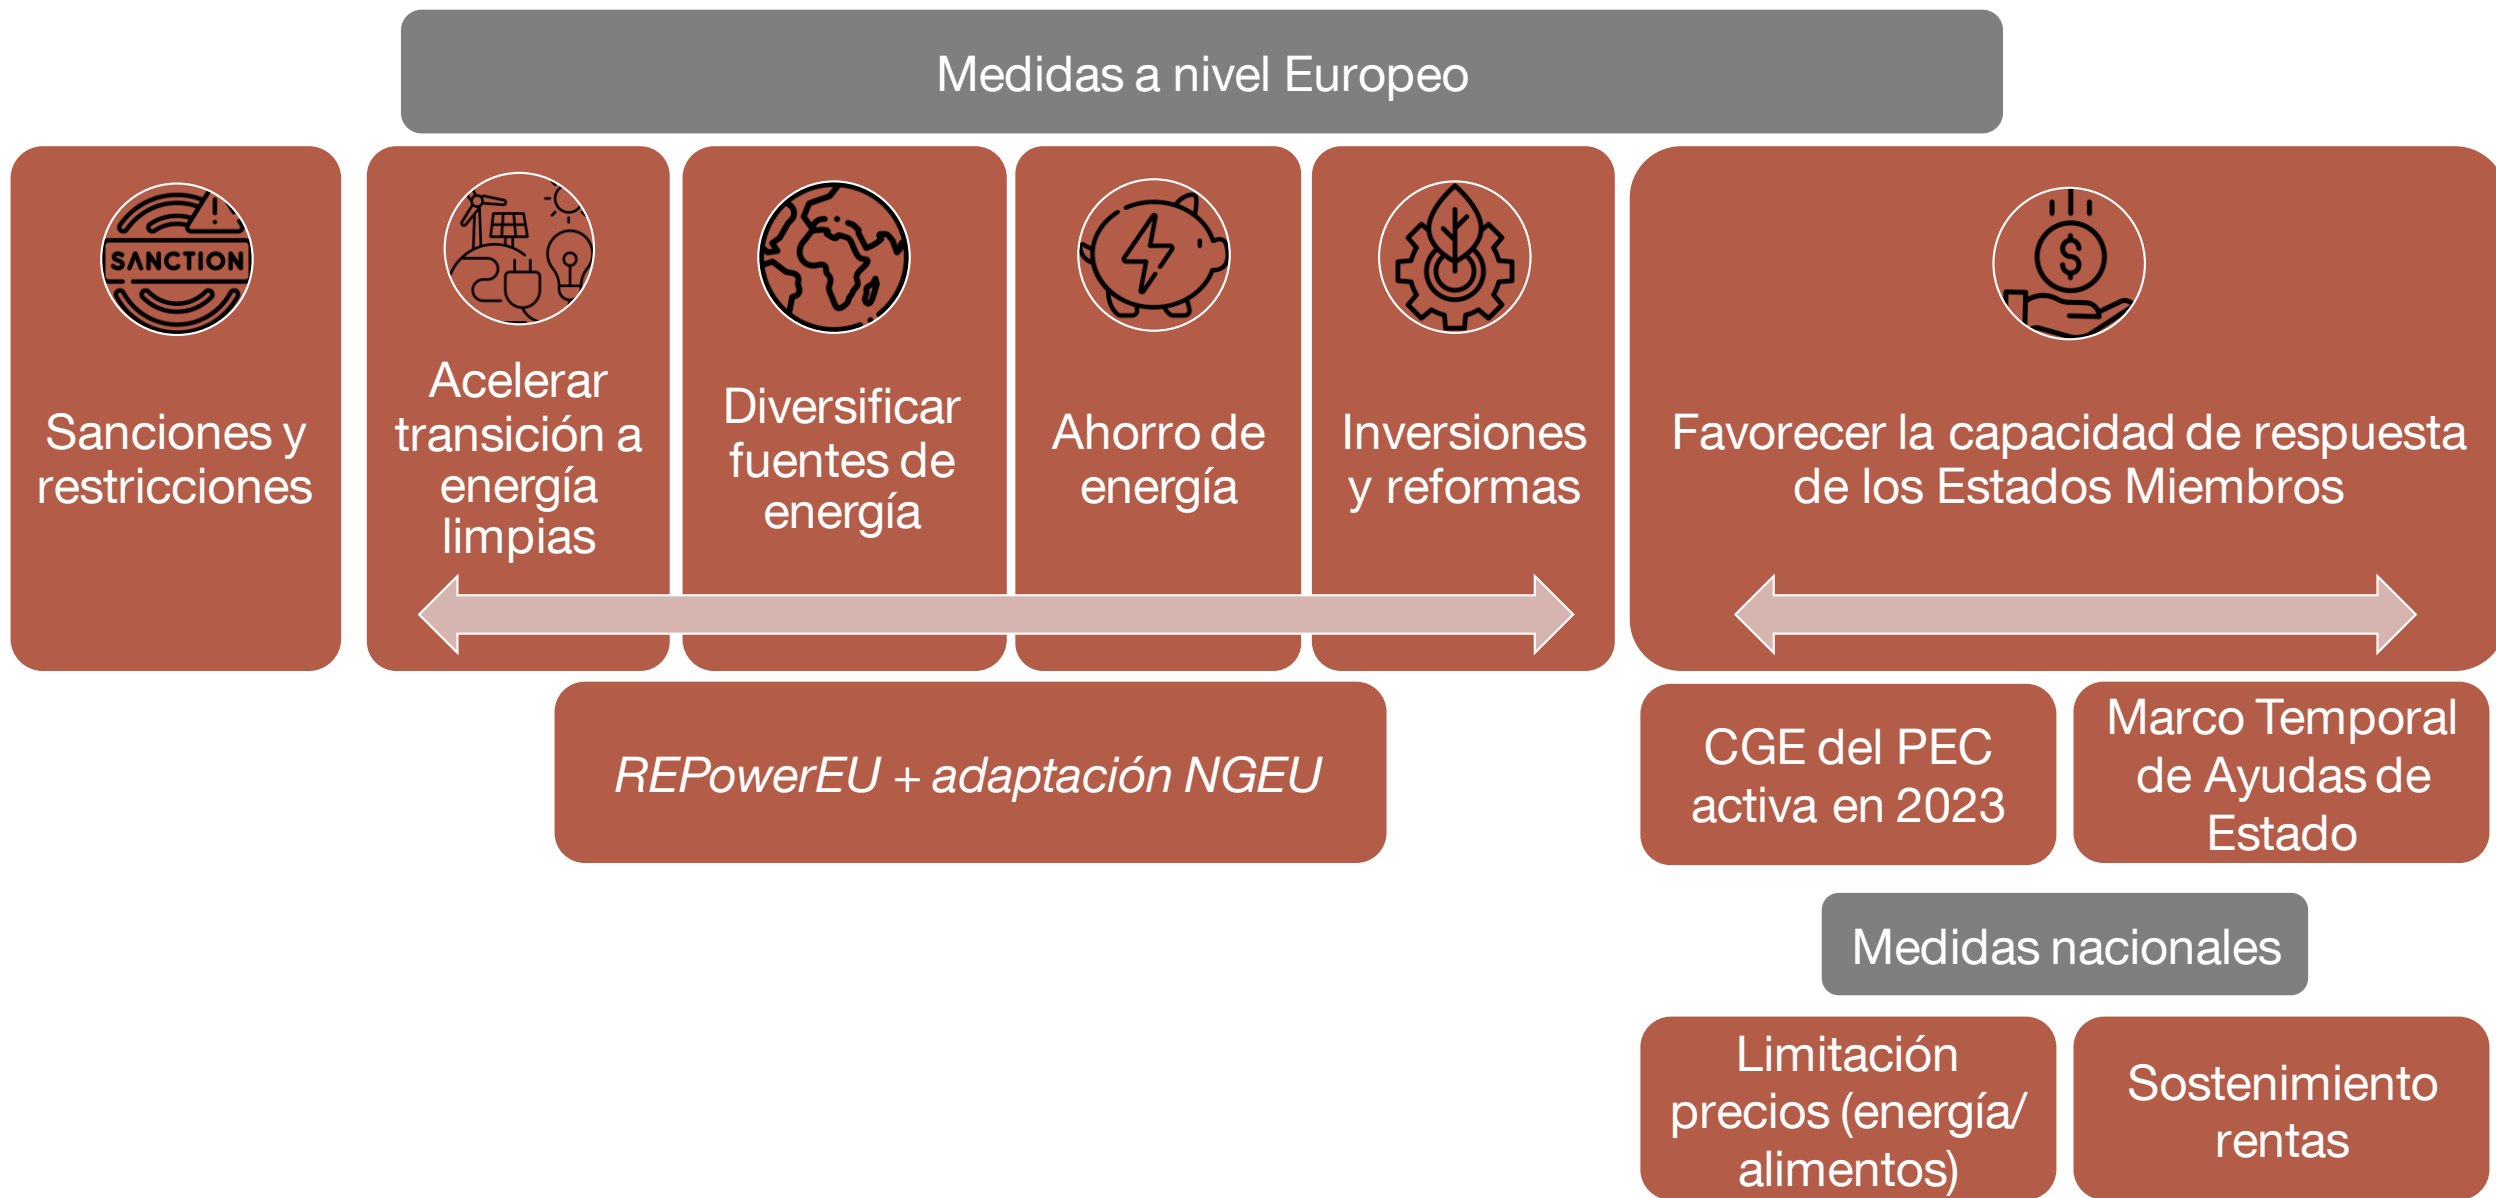 Medidas a nivel Europeo
SANCTION
Sanciones y
restricciones
Acelerar
transición a
energía
limpias
Diversificar
fuentes de
energía
Ahorro de
energía
Inversiones
y reformas
$
Favorecer la capacidad de respuesta
de los Estados Miembros
REPowerEU + adaptación NGEU
CGE del PEC
activa en 2023
Marco Temporal
de Ayudas de
Estado
Medidas nacionales
Limitación
precios (energía/
alimentos)
Sostenimiento
rentas